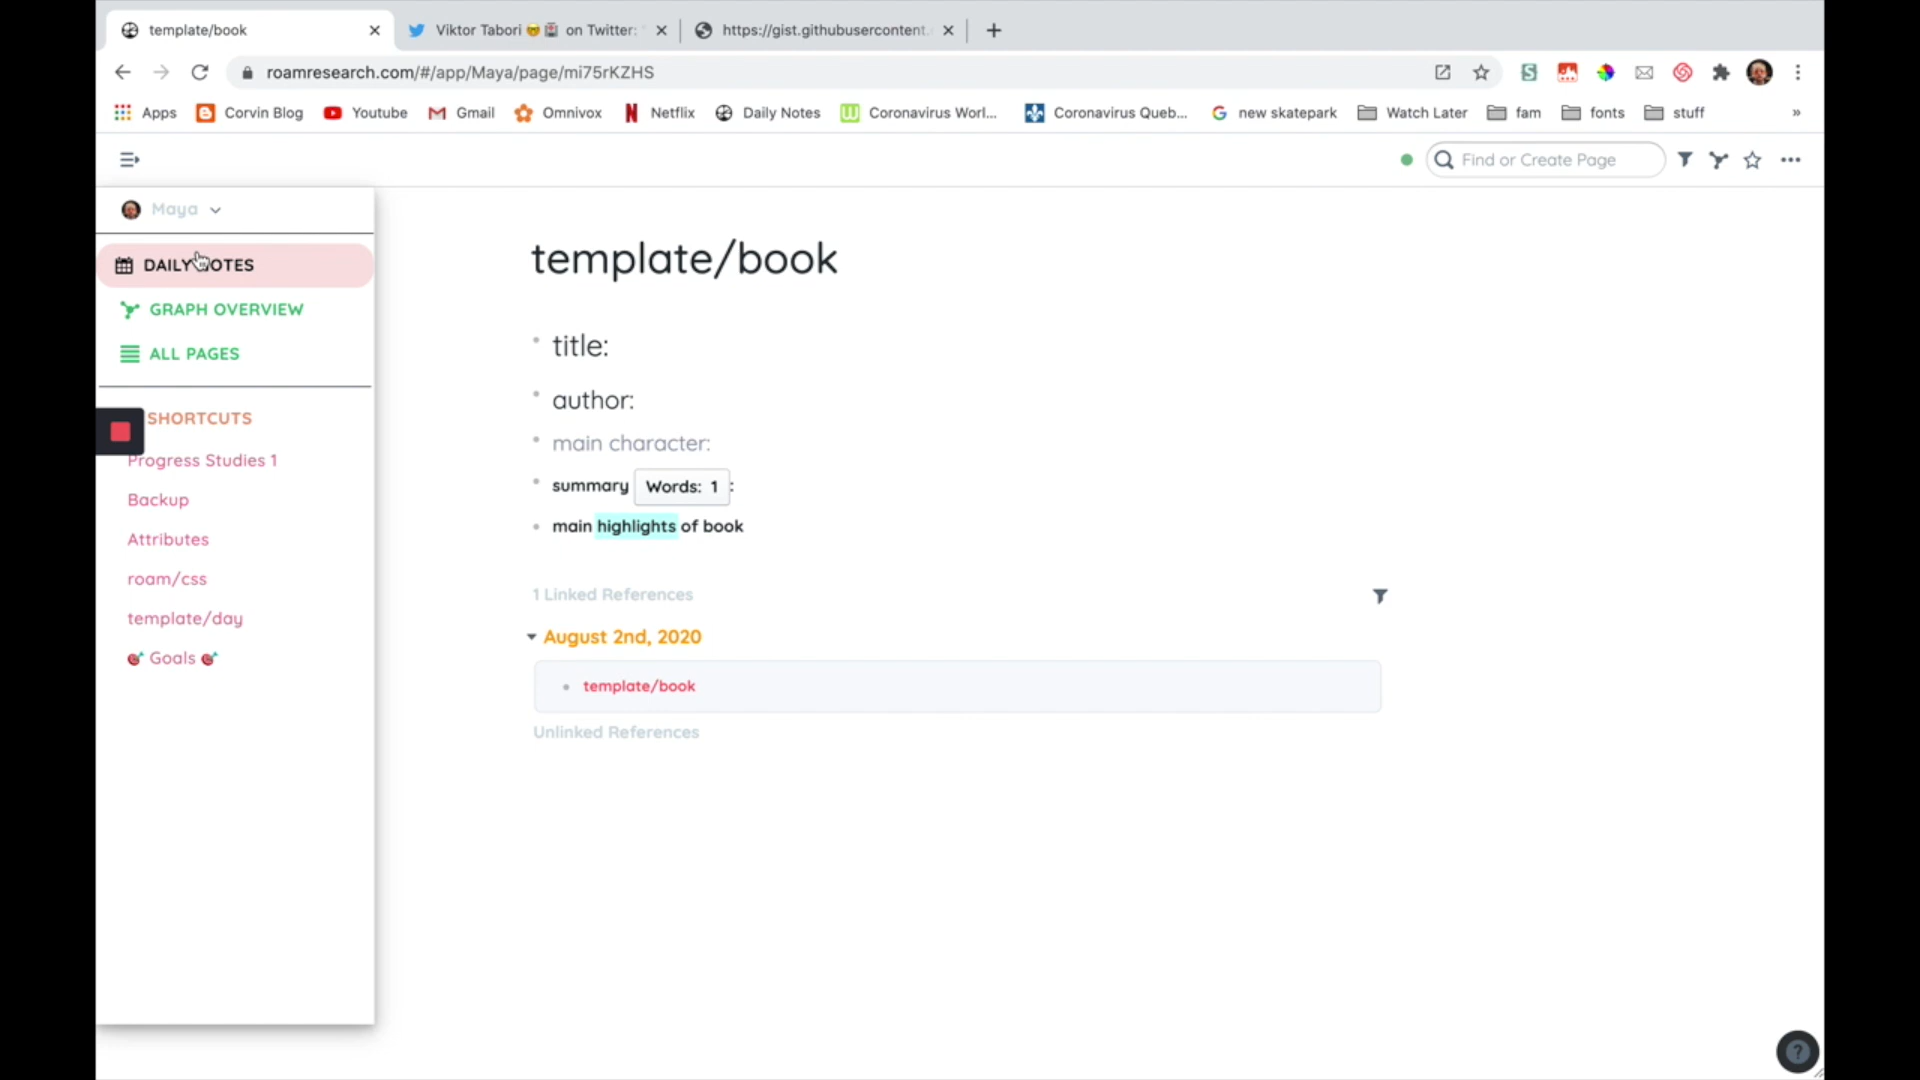 template/book
Viktor Tabori 🤓🏥 on Twitter:
https://gist.githubusercontent.
roamresearch.com/#/app/Maya/page/mi75rKZHS
Apps
Corvin Blog
Youtube
Gmail
Omnivox
Netflix
Daily Notes
Coronavirus Worl...
Coronavirus Queb...
new skatepark
Watch Later
fam
fonts
stuff
»
Find or Create Page
Maya
DAILY NOTES
GRAPH OVERVIEW
ALL PAGES
SHORTCUTS
Progress Studies 1
Backup
Attributes
roam/css
template/day
🎯 Goals 🎯
template/book
title:
author:
main character:
summary Words: 1 :
main highlights of book
1 Linked References
August 2nd, 2020
template/book
Unlinked References
?